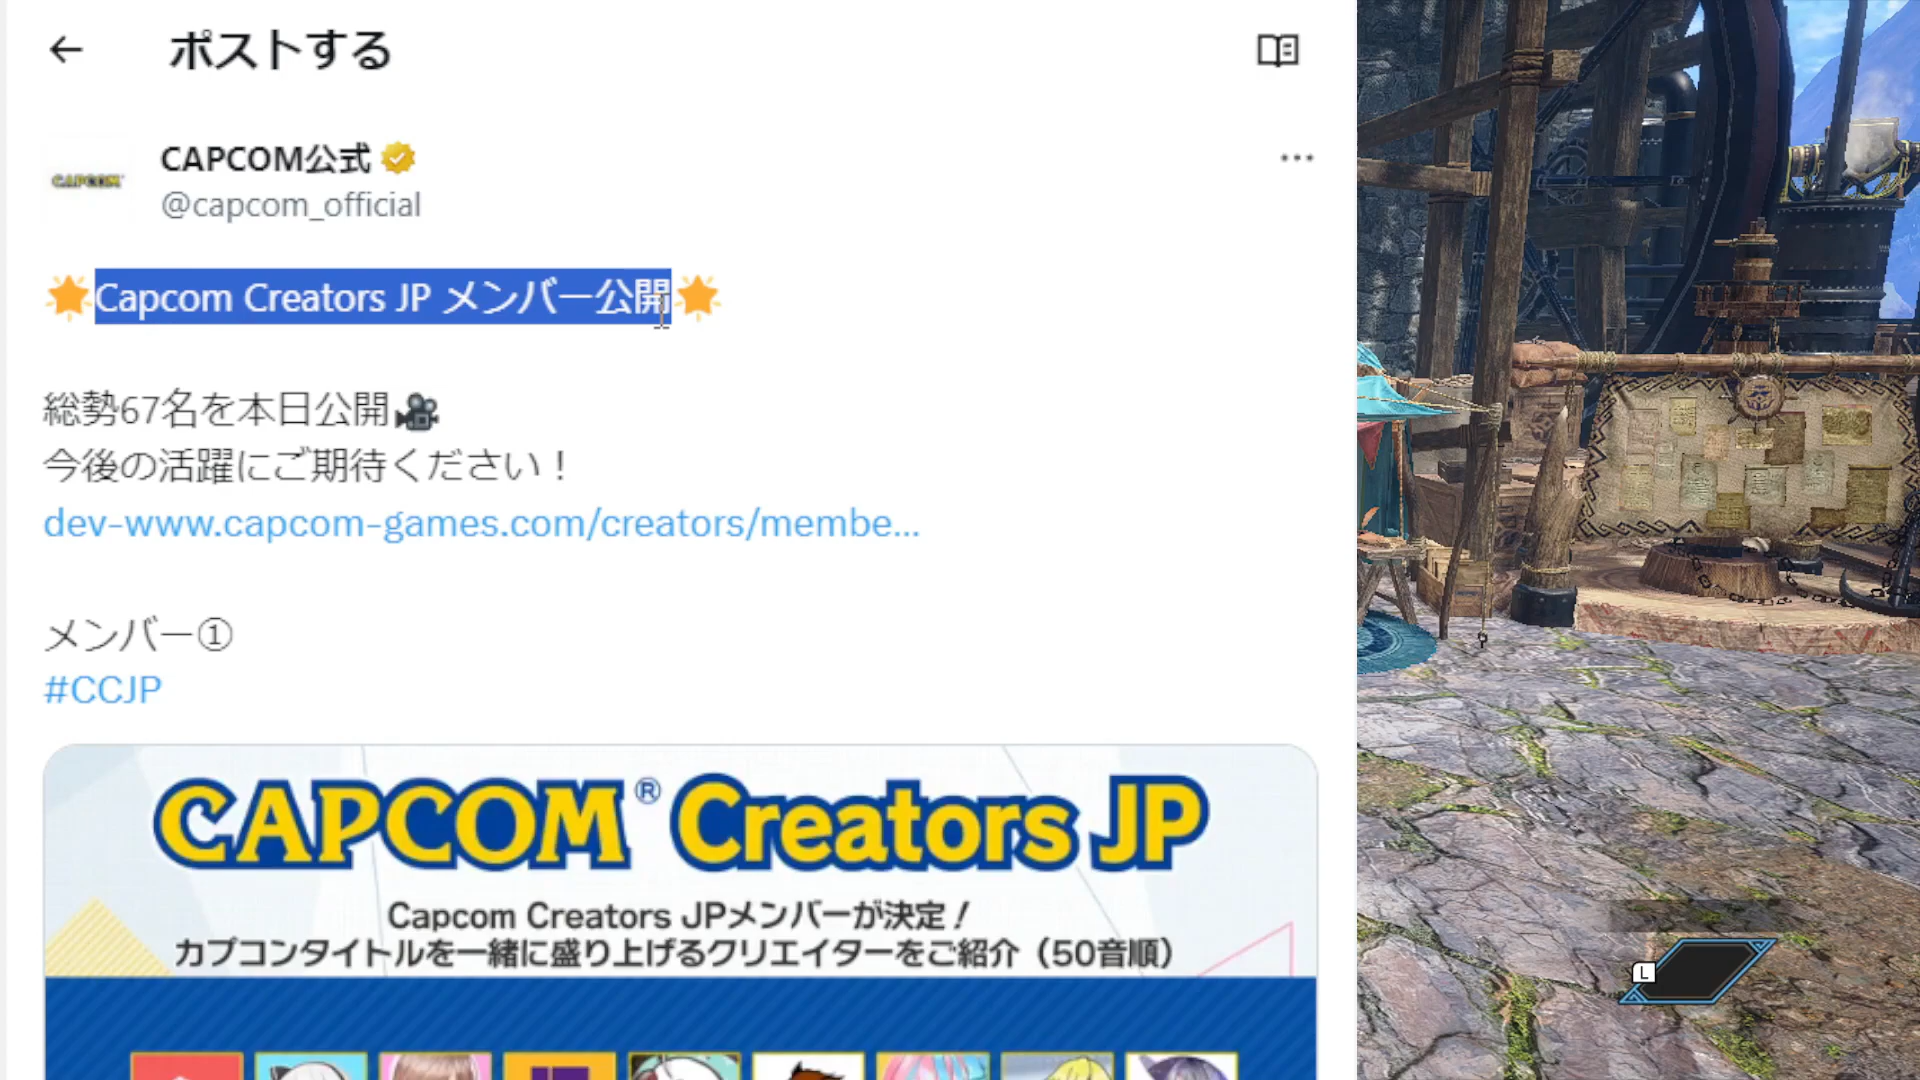 ポストする
CAPCOM
CAPCOM公式
@capcom_official
Capcom Creators JP メンバー公開
総勢67名を本日公開
今後の活躍にご期待ください！
dev-www.capcom-games.com/creators/membe...
メンバー①
#CCJP
CAPCOM® Creators JP
Capcom Creators JPメンバーが決定！
カプコンタイトルを一緒に盛り上げるクリエイターをご紹介（50音順）
L